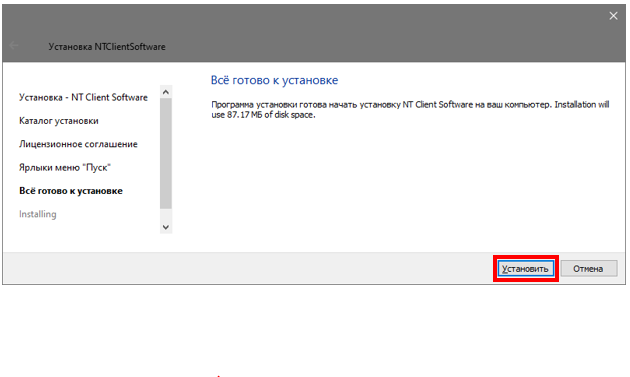 Установка NTClientSoftware
Установка - NT Client Software
Каталог установки
Лицензионное соглашение
Ярлыки меню "Пуск"
Всё готово к установке
Installing
Всё готово к установке
Программа установки готова начать установку NT Client Software на ваш компьютер. Installation will
use 87.17 МБ of disk space.
Установить
Отмена